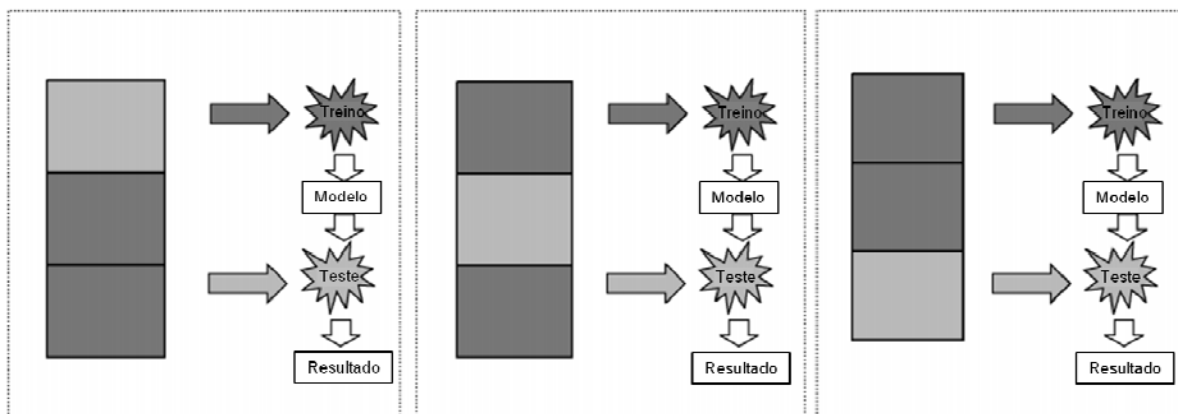 Treino
Modelo
Teste
Resultado
Treino
Modelo
Teste
Resultado
Treino
Modelo
Teste
Resultado